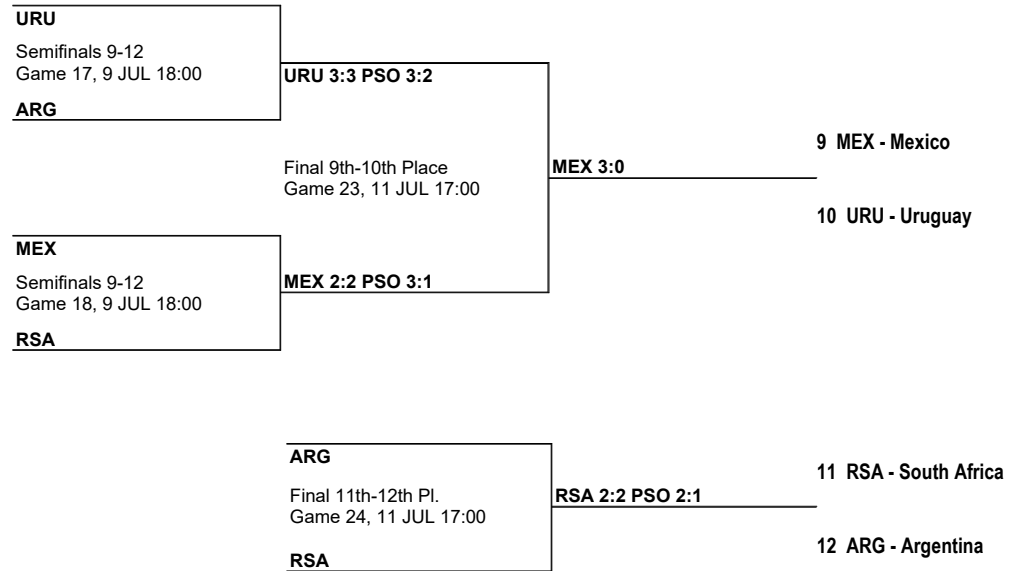 URU
Semifinals 9-12
Game 17, 9 JUL 18:00
ARG
URU 3:3 PSO 3:2
Final 9th-10th Place
Game 23, 11 JUL 17:00
MEX 3:0
9 MEX - Mexico
10 URU - Uruguay
MEX
Semifinals 9-12
Game 18, 9 JUL 18:00
RSA
MEX 2:2 PSO 3:1
ARG
Final 11th-12th Pl.
Game 24, 11 JUL 17:00
RSA
RSA 2:2 PSO 2:1
11 RSA - South Africa
12 ARG - Argentina